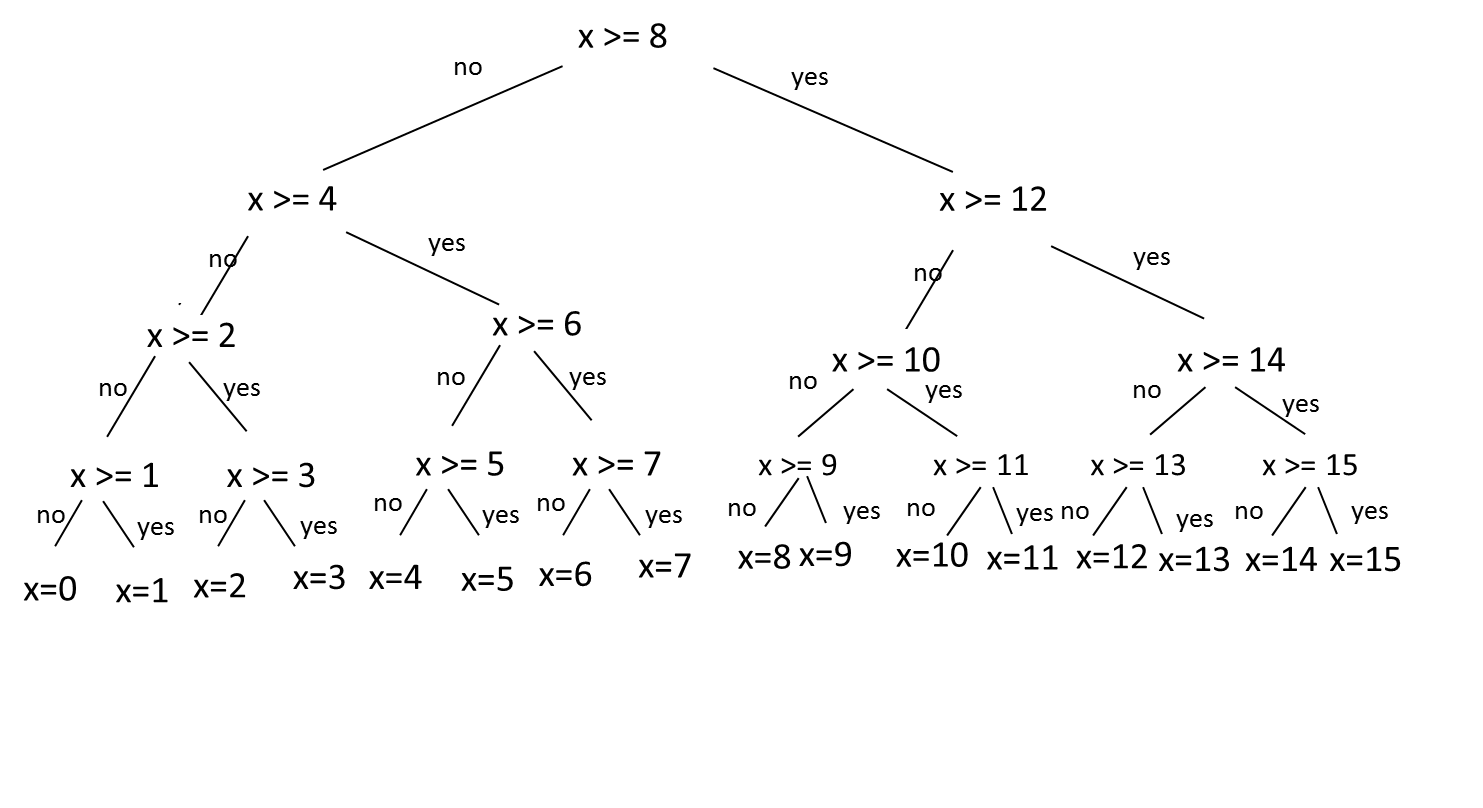 x >= 8
no
yes
x >= 4
x >= 12
no
yes
no
yes
x >= 2
x >= 6
x >= 10
x >= 14
no
yes
no
yes
no
yes
no
yes
x >= 1
x >= 3
x >= 5
x >= 7
x >= 9
x >= 11
x >= 13
x >= 15
no
yes
no
yes
no
yes
no
yes
no
yes
no
yes
no
yes
no
yes
x=0
x=1
x=2
x=3
x=4
x=5
x=6
x=7
x=8
x=9
x=10
x=11
x=12
x=13
x=14
x=15